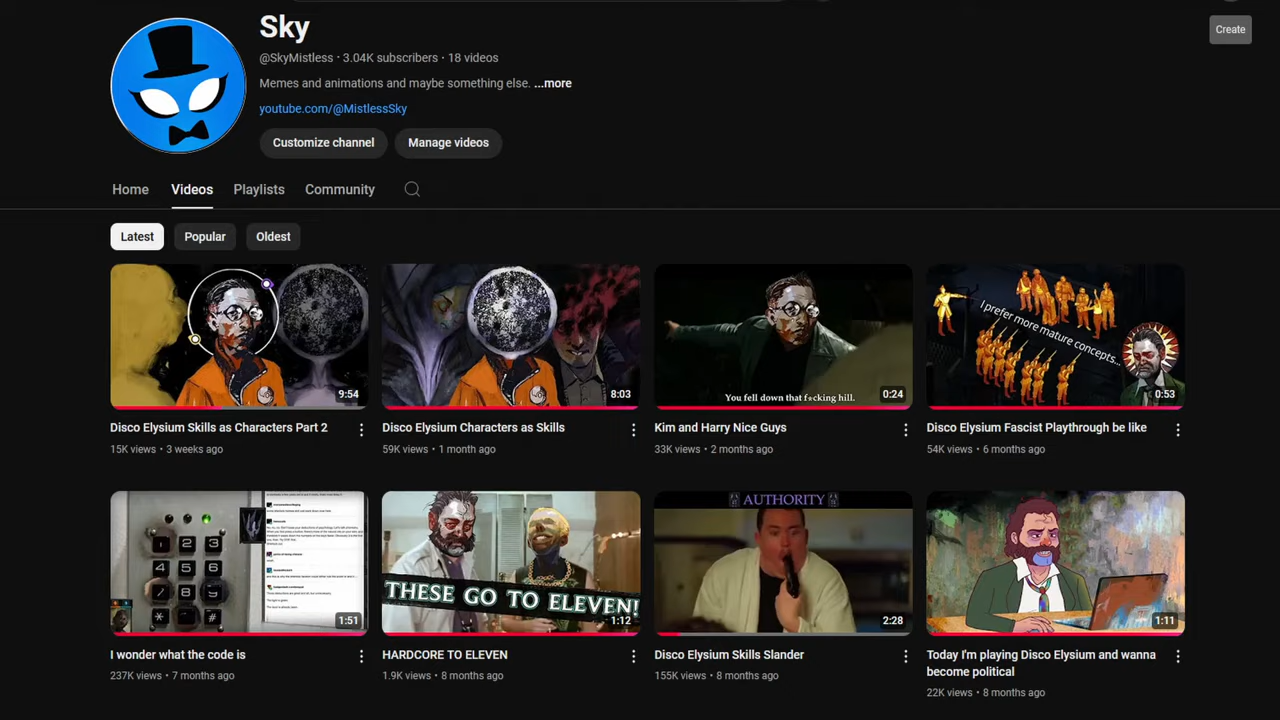 Sky
@SkyMistless · 3.04K subscribers · 18 videos
Memes and animations and maybe something else. ...more
youtube.com/@MistlessSky
Customize channel
Manage videos
Create
Home
Videos
Playlists
Community
Latest
Popular
Oldest
9:54
8:03
You fell down that f*cking hill.
0:24
I prefer more mature concepts...
0:53
Disco Elysium Skills as Characters Part 2
15K views · 3 weeks ago
Disco Elysium Characters as Skills
59K views · 1 month ago
Kim and Harry Nice Guys
33K views · 2 months ago
Disco Elysium Fascist Playthrough be like
54K views · 6 months ago
1 2 3
4 5 6
7 8 9
* 0 #
1:51
THESE GO TO ELEVEN!
1:12
AUTHORITY
2:28
1:11
I wonder what the code is
237K views · 7 months ago
HARDCORE TO ELEVEN
1.9K views · 8 months ago
Disco Elysium Skills Slander
155K views · 8 months ago
Today I'm playing Disco Elysium and wanna
become political
22K views · 8 months ago